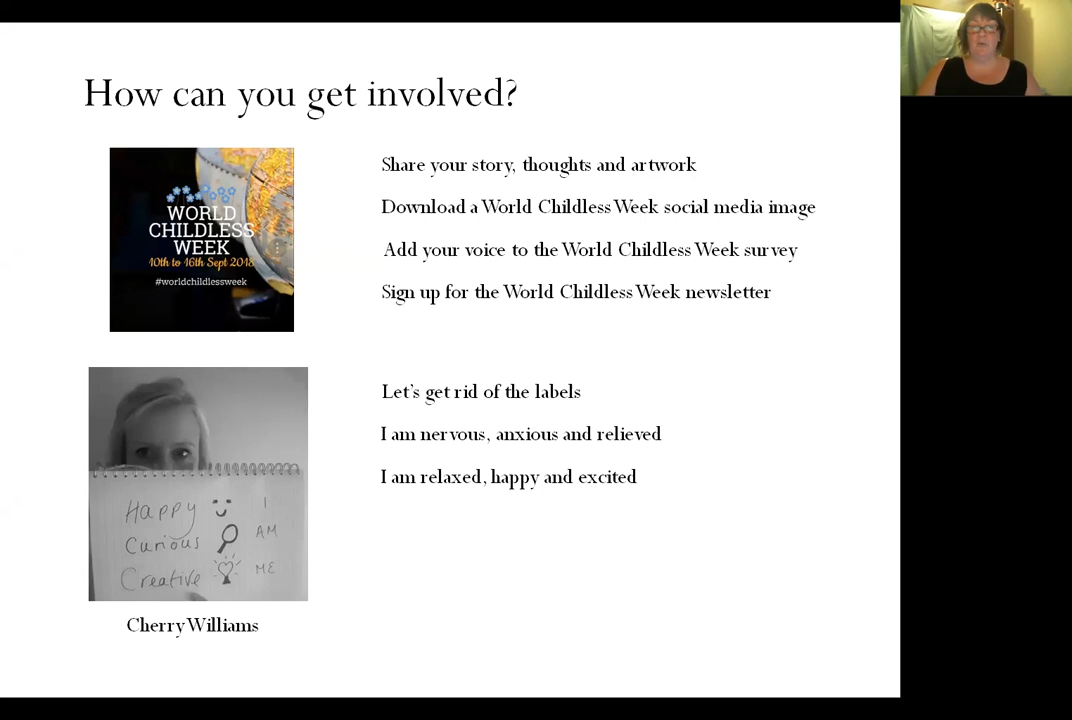 How can you get involved?
WORLD
CHILDLESS
WEEK
10th to 16th Sept 2018
#worldchildlessweek
Share your story, thoughts and artwork
Download a World Childless Week social media image
Add your voice to the World Childless Week survey
Sign up for the World Childless Week newsletter
Happy I
Curious AM
Creative ME
Cherry Williams
Let's get rid of the labels
I am nervous, anxious and relieved
I am relaxed, happy and excited